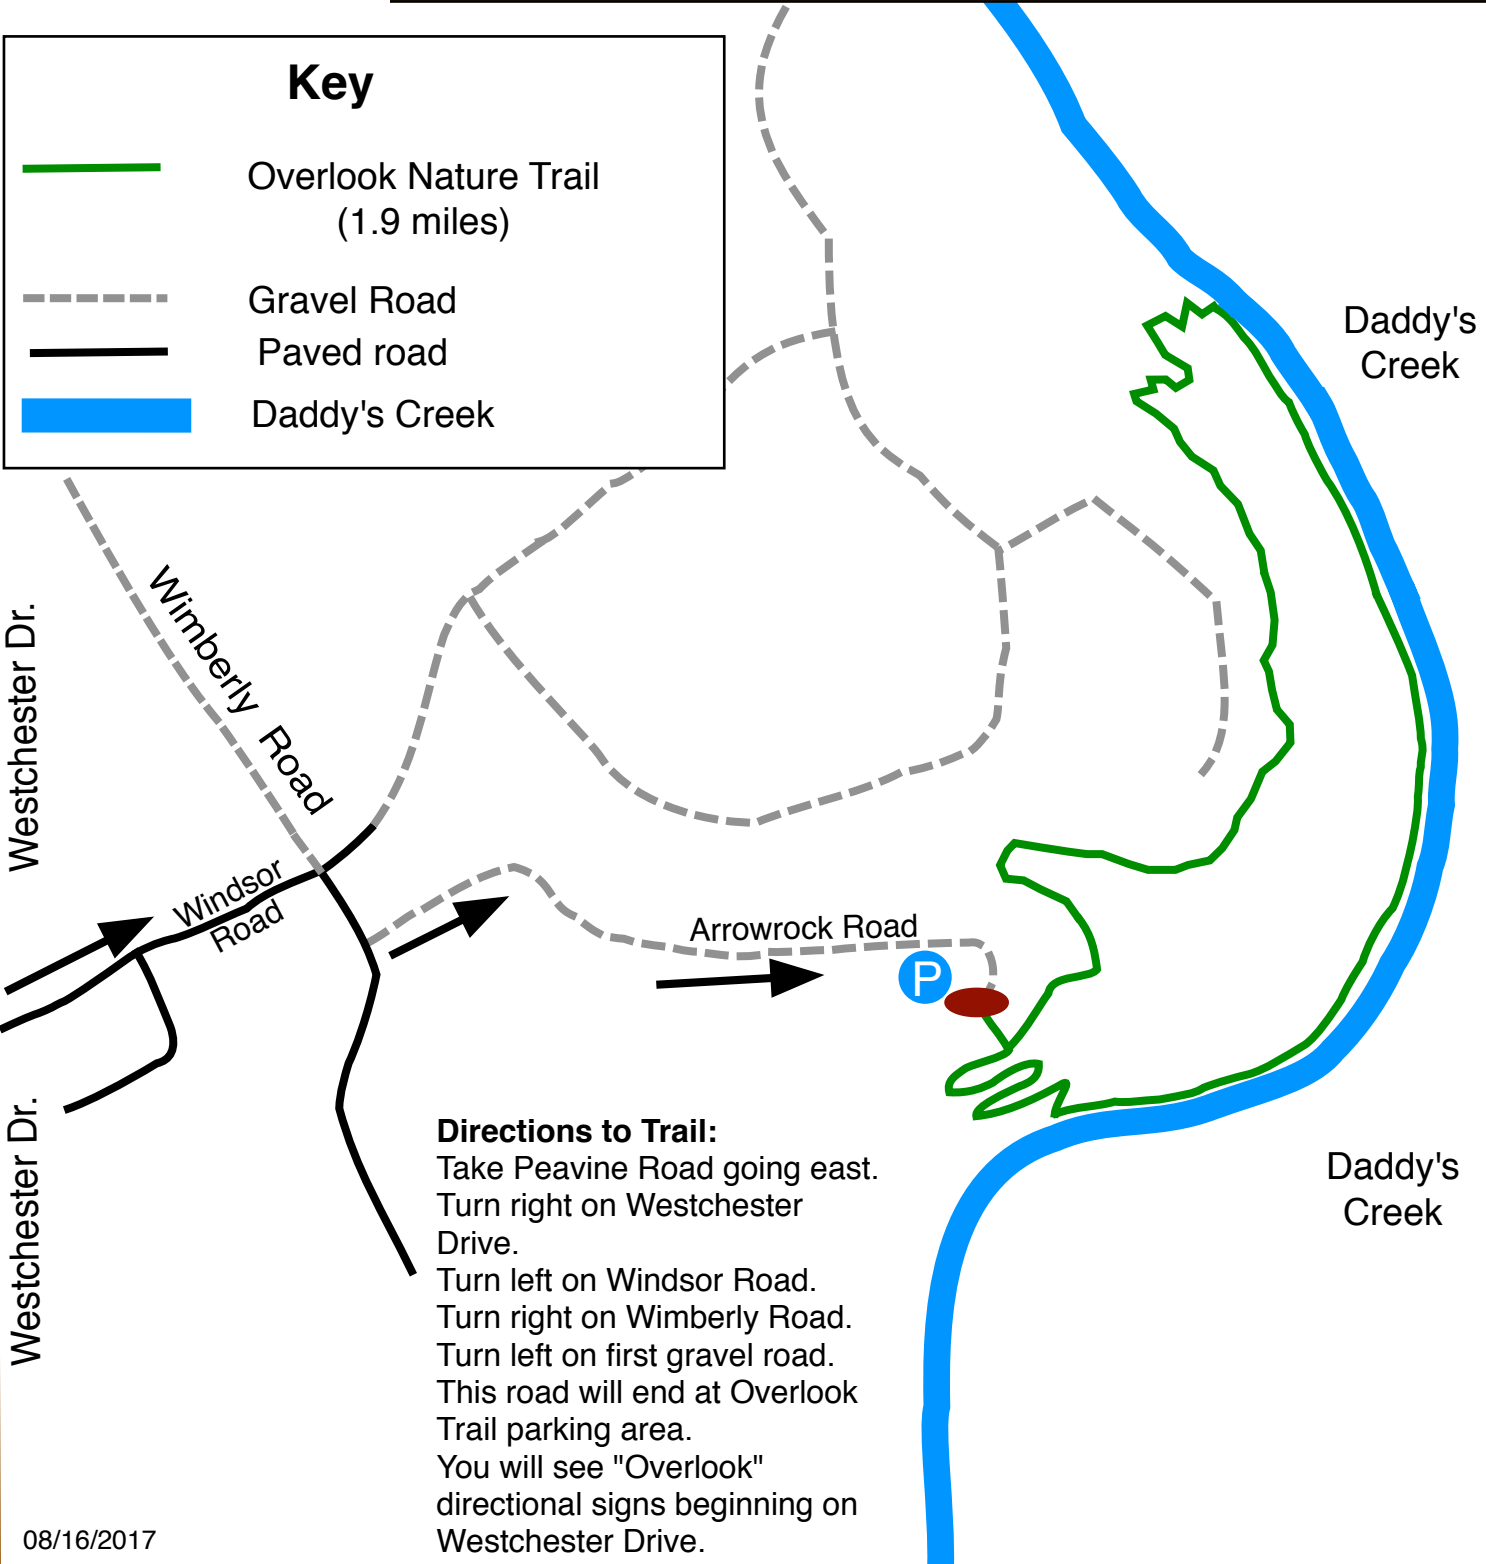 Key
Overlook Nature Trail
(1.9 miles)
Gravel Road
Paved road
Daddy's Creek
Daddy's
Creek
Wimberly Road
Westchester Dr.
Windsor
Road
Arrowrock Road
P
Westchester Dr.
Daddy's
Creek
Directions to Trail:
Take Peavine Road going east.
Turn right on Westchester
Drive.
Turn left on Windsor Road.
Turn right on Wimberly Road.
Turn left on first gravel road.
This road will end at Overlook
Trail parking area.
You will see "Overlook"
directional signs beginning on
Westchester Drive.
08/16/2017